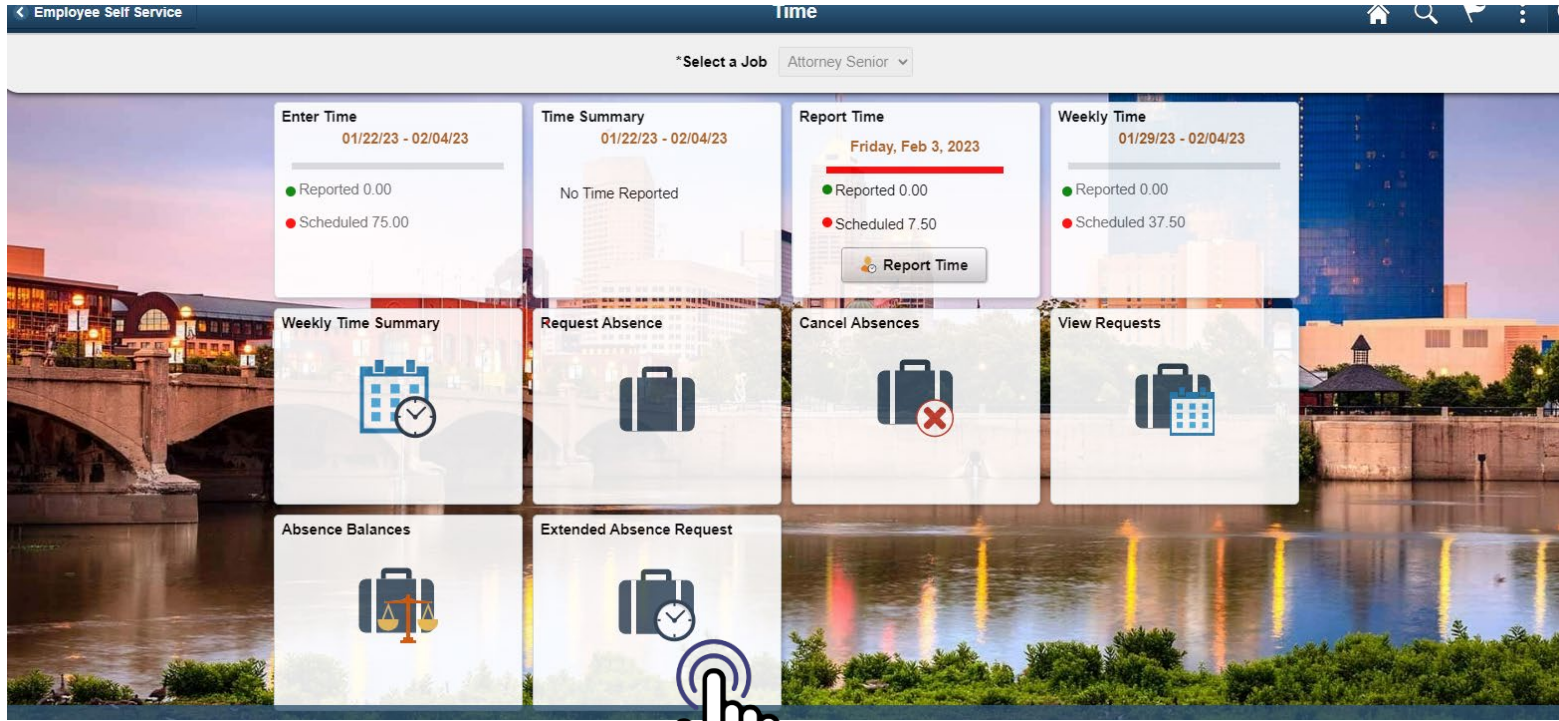 Employee Self Service
Time
*Select a Job Attorney Senior
Enter Time
01/22/23 - 02/04/23
Reported 0.00
Scheduled 75.00
Time Summary
01/22/23 - 02/04/23
No Time Reported
Report Time
Friday, Feb 3, 2023
Reported 0.00
Scheduled 7.50
Report Time
Weekly Time
01/29/23 - 02/04/23
Reported 0.00
Scheduled 37.50
Weekly Time Summary
Request Absence
Cancel Absences
View Requests
Absence Balances
Extended Absence Request